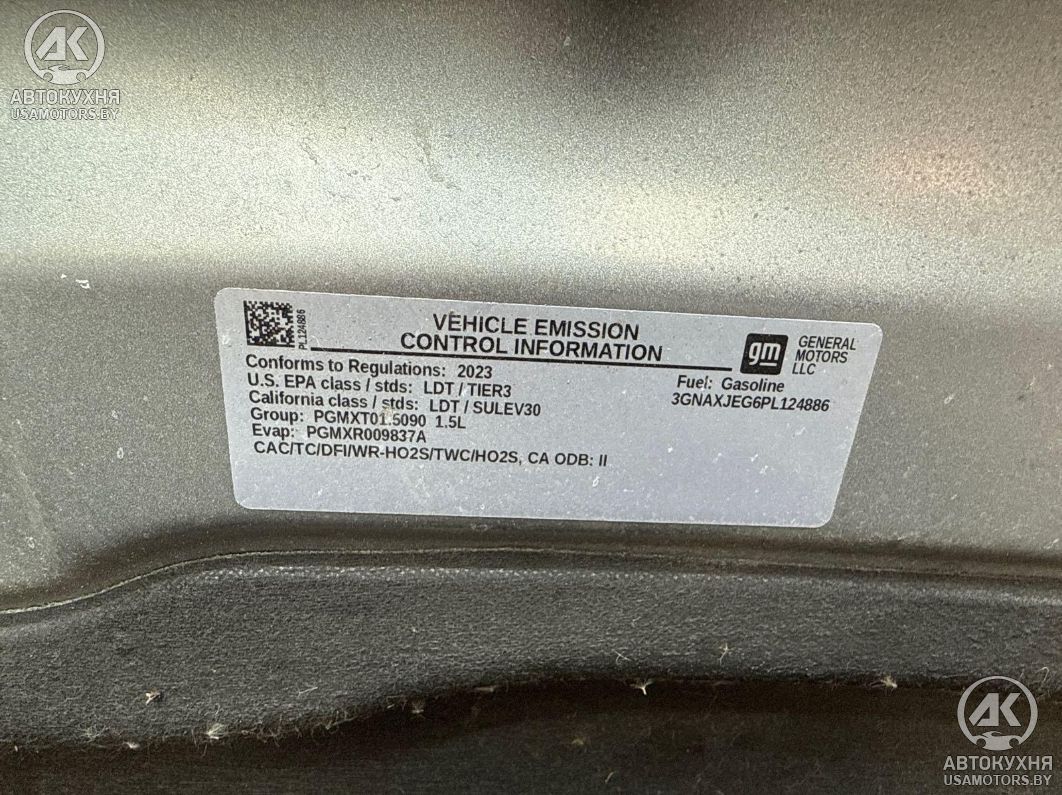 AK
АВТОКУХНЯ
USAMOTORS.BY
PL124886
VEHICLE EMISSION
CONTROL INFORMATION
gm
GENERAL
MOTORS
LLC
Conforms to Regulations: 2023
U.S. EPA class / stds: LDT / TIER3
California class / stds: LDT / SULEV30
Group: PGMXT01.5090 1.5L
Evap: PGMXR009837A
CAC/TC/DFI/WR-HO2S/TWC/HO2S, CA ODB: II
Fuel: Gasoline
3GNAXJEG6PL124886
AK
АВТОКУХНЯ
USAMOTORS.BY